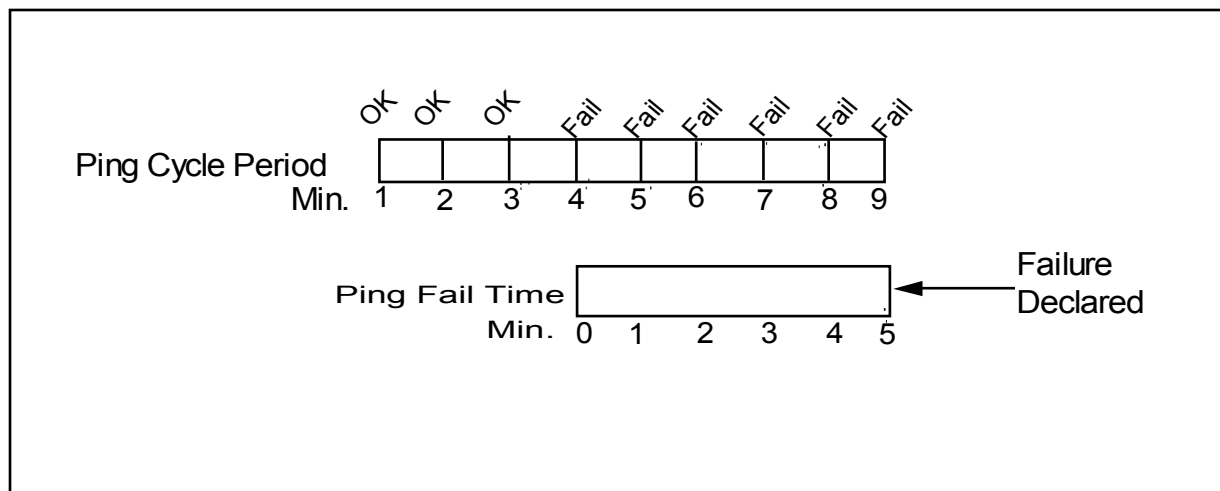 OK OK OK Fail Fail Fail Fail Fail Fail
Ping Cycle Period
Min. 1 2 3 4 5 6 7 8 9
Ping Fail Time
Min. 0 1 2 3 4 5
Failure
Declared